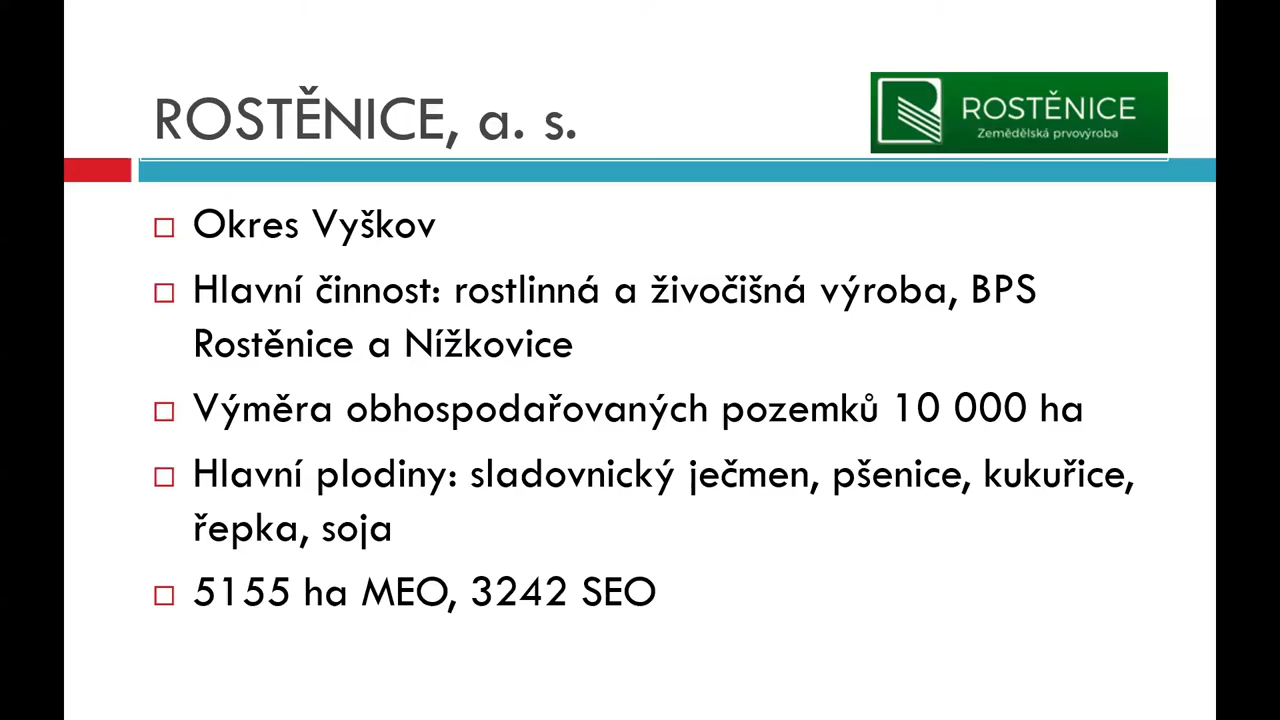 ROSTĚNICE, a. s.
ROSTĚNICE
Zemědělská prvovýroba
Okres Vyškov
Hlavní činnost: rostlinná a živočišná výroba, BPS
Rostěnice a Nížkovice
Výměra obhospodařovaných pozemků 10 000 ha
Hlavní plodiny: sladovnický ječmen, pšenice, kukuřice,
řepka, soja
5155 ha MEO, 3242 SEO